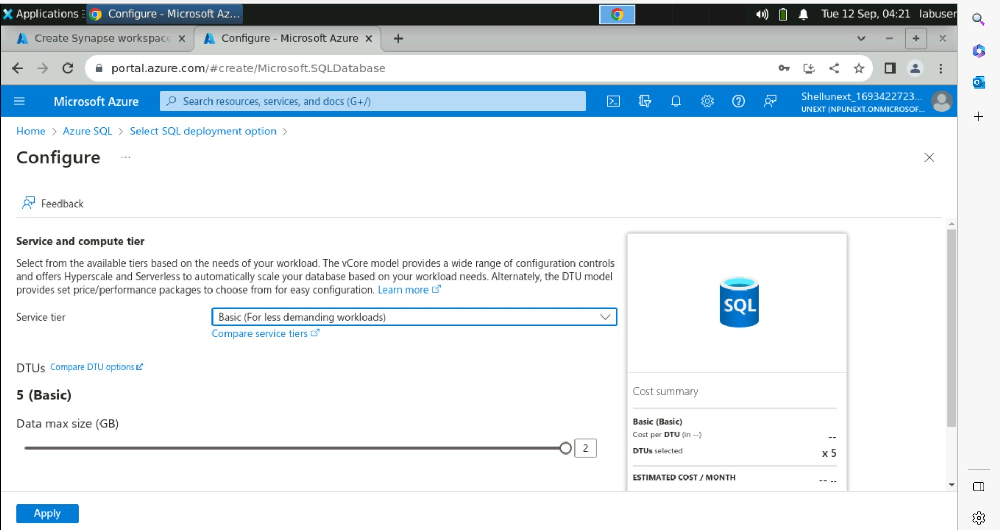 Applications
Configure - Microsoft Az...
Tue 12 Sep, 04:21
labuser
Create Synapse workspace
Configure - Microsoft Azure
portal.azure.com/#create/Microsoft.SQLDatabase
Microsoft Azure
Search resources, services, and docs (G+/)
Shellunext_1693422723...
UNEXT (NPUNEXT.ONMICROSOF...
Home > Azure SQL > Select SQL deployment option >
Configure ...
Feedback
Service and compute tier
Select from the available tiers based on the needs of your workload. The vCore model provides a wide range of configuration controls
and offers Hyperscale and Serverless to automatically scale your database based on your workload needs. Alternately, the DTU model
provides set price/performance packages to choose from for easy configuration. Learn more
Service tier
Basic (For less demanding workloads)
Compare service tiers
DTUs Compare DTU options
5 (Basic)
Data max size (GB)
2
SQL
Cost summary
Basic (Basic)
Cost per DTU (in --)
--
DTUs selected
x 5
ESTIMATED COST / MONTH
-- --
Apply